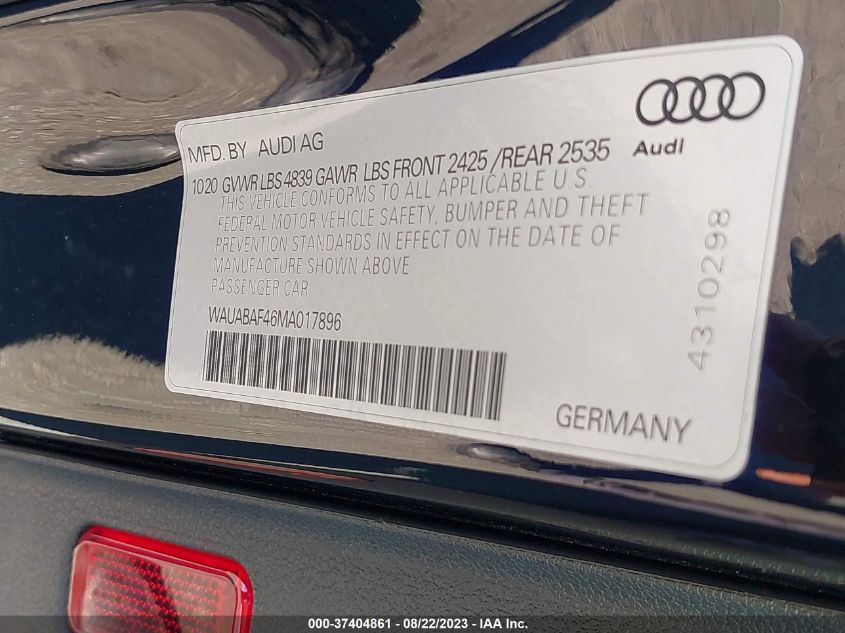 MFD. BY AUDI AG
Audi
10 20 GVWR LBS 4839 GAWR LBS FRONT 2425 /REAR 2535
THIS VEHICLE CONFORMS TO ALL APPLICABLE U.S.
FEDERAL MOTOR VEHICLE SAFETY, BUMPER AND THEFT
PREVENTION STANDARDS IN EFFECT ON THE DATE OF
MANUFACTURE SHOWN ABOVE
PASSENGER CAR
WAUABAF46MA017896
4310298
GERMANY
000-37404861 - 08/22/2023 - IAA Inc.